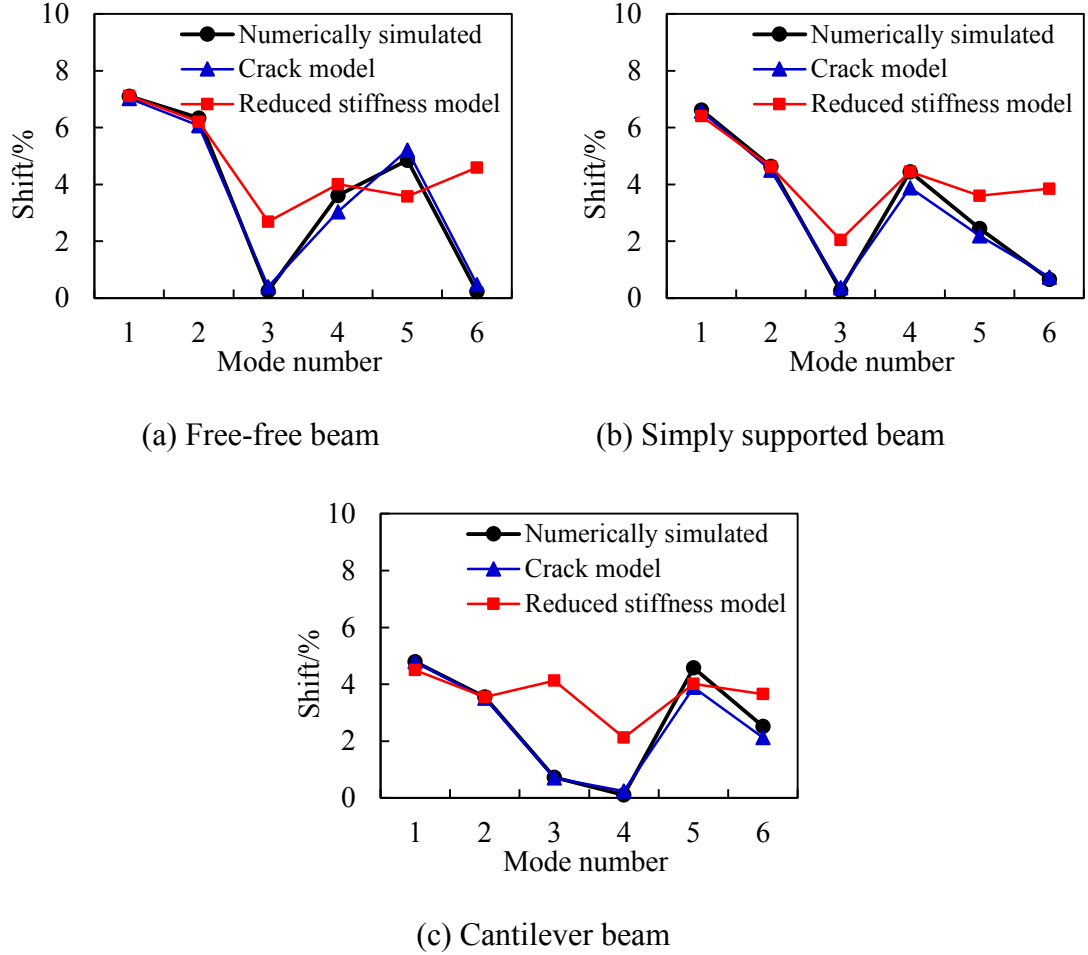 10
8
6
4
2
0
Shift/%
Numerically simulated
Crack model
Reduced stiffness model
1 2 3 4 5 6
Mode number
(a) Free-free beam
10
8
6
4
2
0
Shift/%
Numerically simulated
Crack model
Reduced stiffness model
1 2 3 4 5 6
Mode number
(b) Simply supported beam
10
8
6
4
2
0
Shift/%
Numerically simulated
Crack model
Reduced stiffness model
1 2 3 4 5 6
Mode number
(c) Cantilever beam